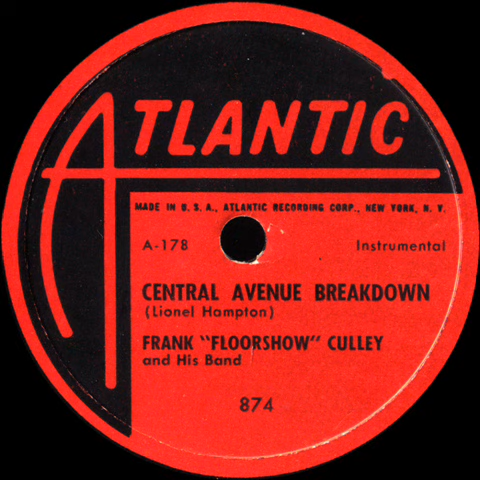 ATLANTIC
MADE IN U. S. A., ATLANTIC RECORDING CORP., NEW YORK, N. Y.
A-178 Instrumental
CENTRAL AVENUE BREAKDOWN
(Lionel Hampton)
FRANK "FLOORSHOW" CULLEY
and His Band
874